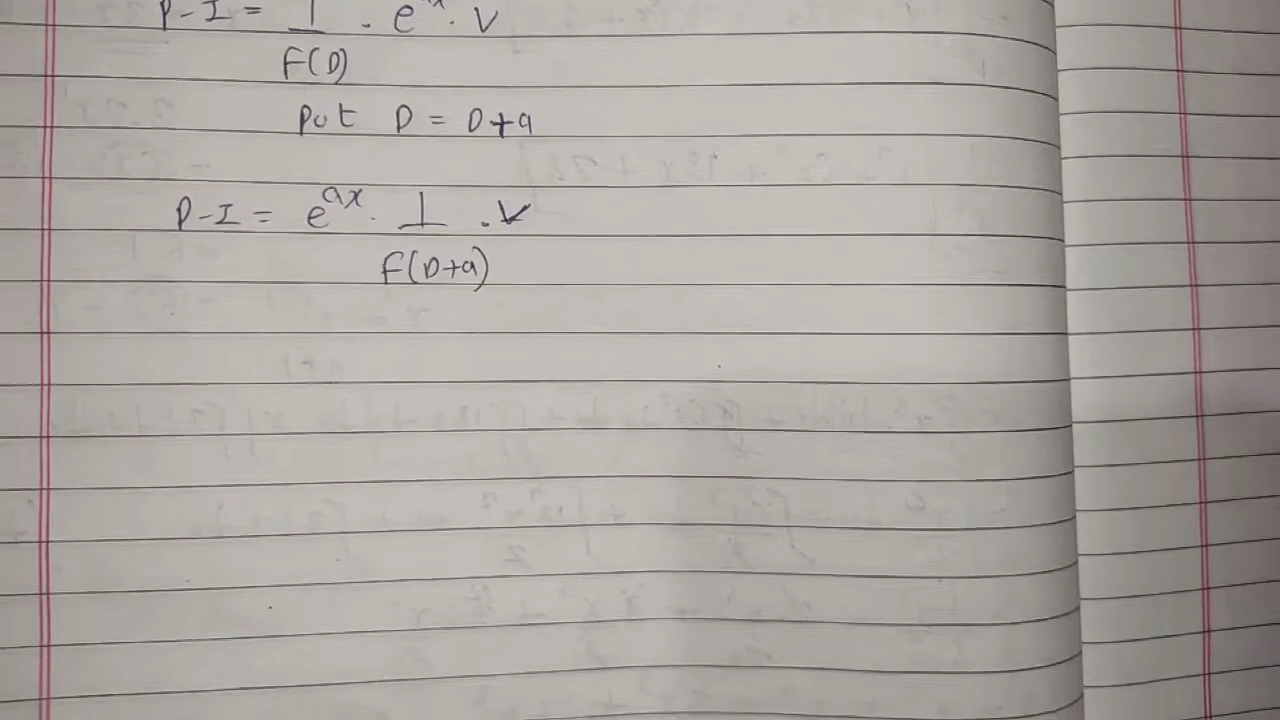 P-I = 1 . e^ax . V
F(D)
Put D = D+a
P-I = e^ax . 1 . V
F(D+a)